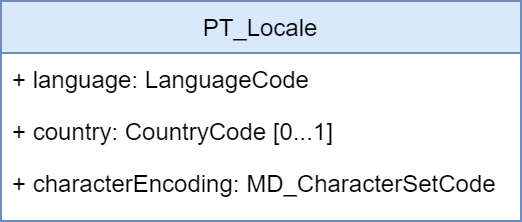 PT_Locale
+ language: LanguageCode
+ country: CountryCode [0...1]
+ characterEncoding: MD_CharacterSetCode